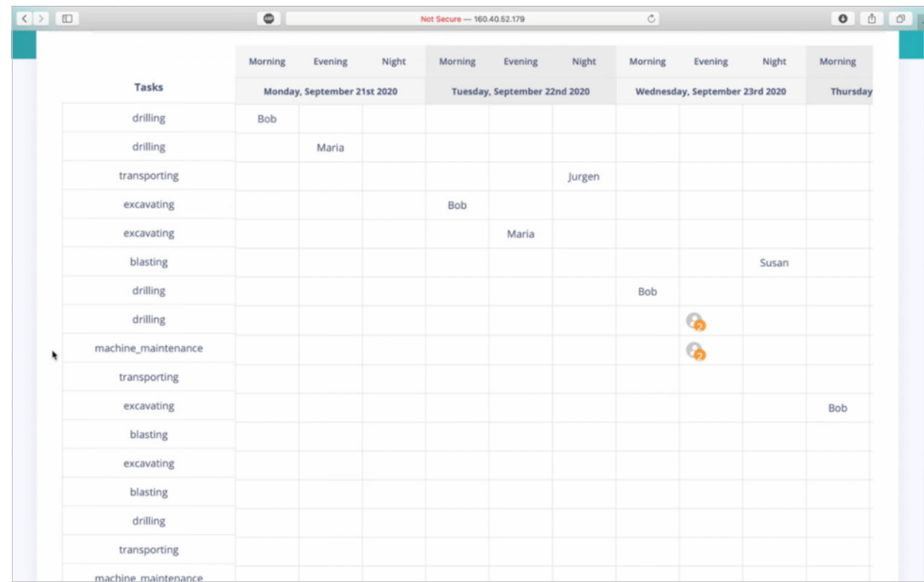 Not Secure — 160.40.52.179
Morning Evening Night Morning Evening Night Morning Evening Night Morning
Tasks Monday, September 21st 2020 Tuesday, September 22nd 2020 Wednesday, September 23rd 2020 Thursday
drilling Bob
drilling Maria
transporting Jurgen
excavating Bob
excavating Maria
blasting Susan
drilling Bob
drilling 2
machine_maintenance 2
transporting
excavating Bob
blasting
excavating
blasting
drilling
transporting
machine_maintenance